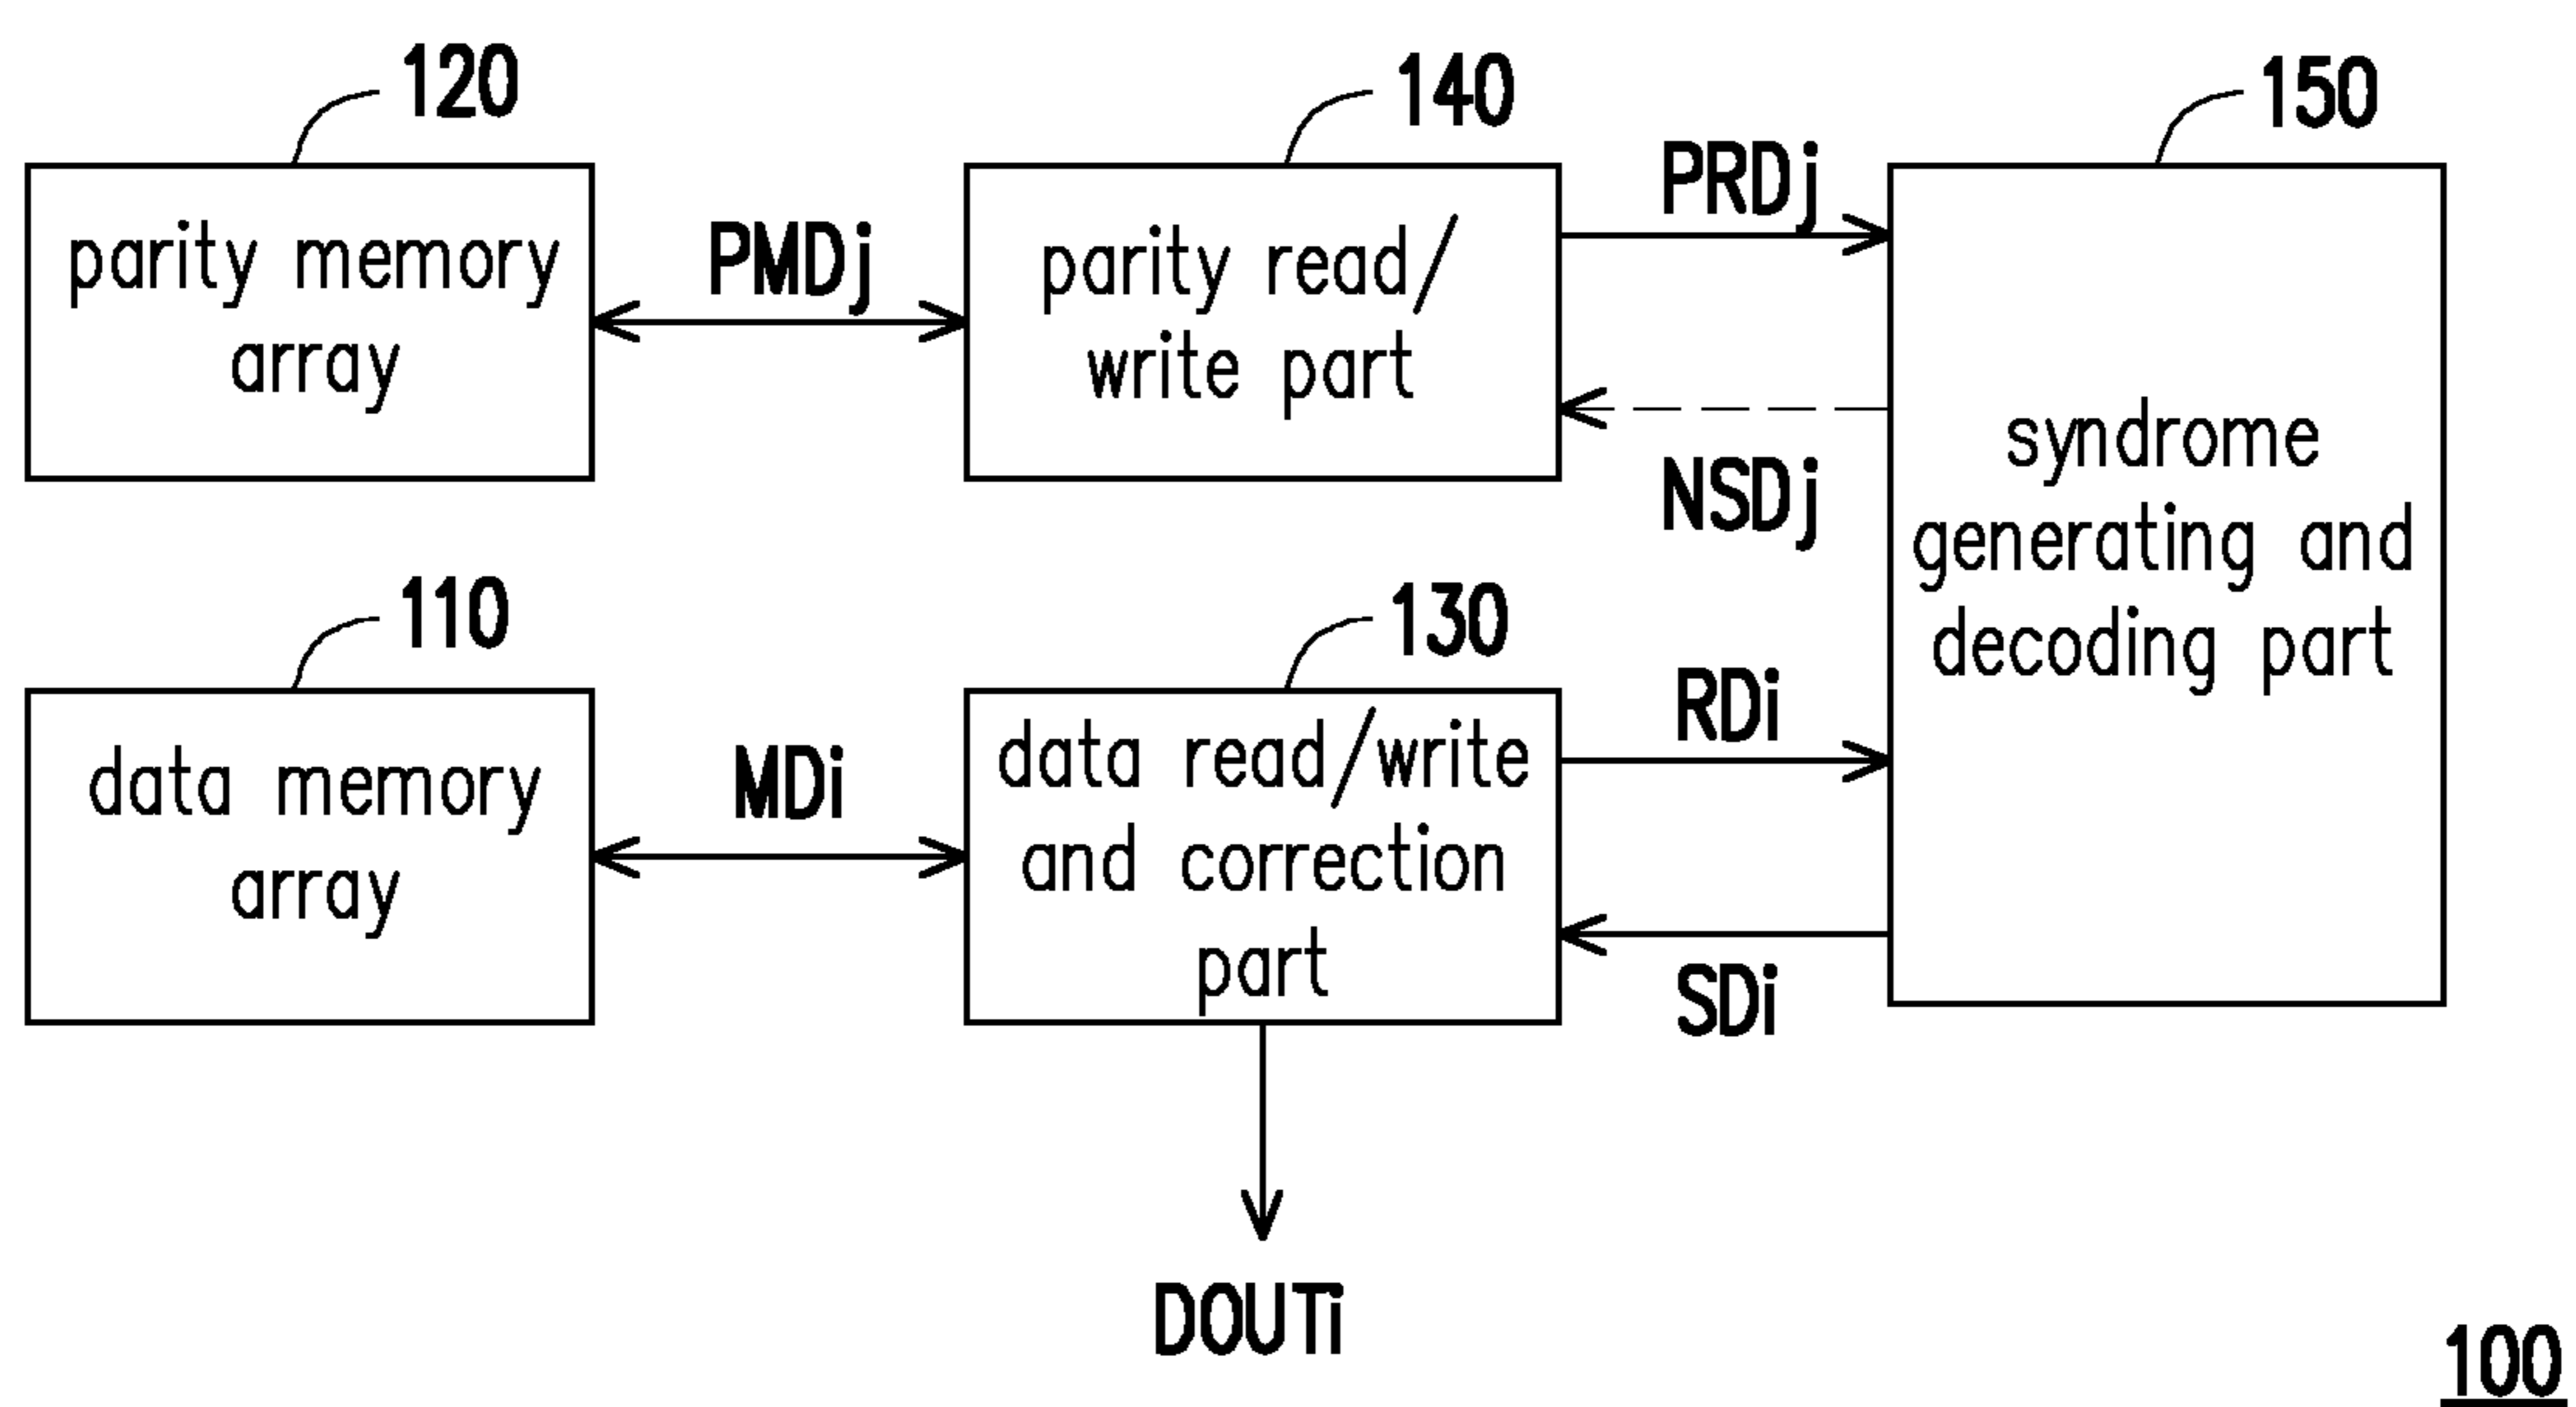 120
parity memory
array
PMDj
140
parity read/
write part
PRDj
NSDj
150
syndrome
generating and
decoding part
110
data memory
array
MDi
130
data read/write
and correction
part
RDi
SDi
DOUTi
100